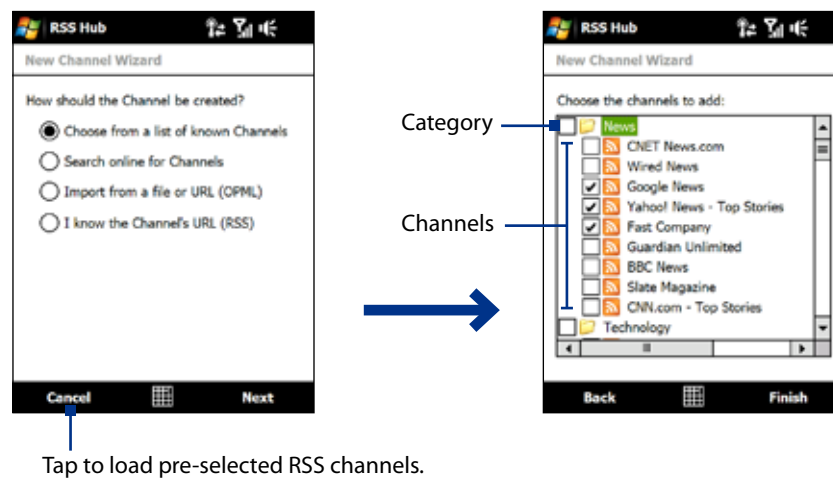 RSS Hub
New Channel Wizard
How should the Channel be created?
Choose from a list of known Channels
Search online for Channels
Import from a file or URL (OPML)
I know the Channel's URL (RSS)
Cancel
Next
Tap to load pre-selected RSS channels.
Category
Channels
RSS Hub
New Channel Wizard
Choose the channels to add:
News
CNET News.com
Wired News
Google News
Yahoo! News - Top Stories
Fast Company
Guardian Unlimited
BBC News
Slate Magazine
CNN.com - Top Stories
Technology
Back
Finish